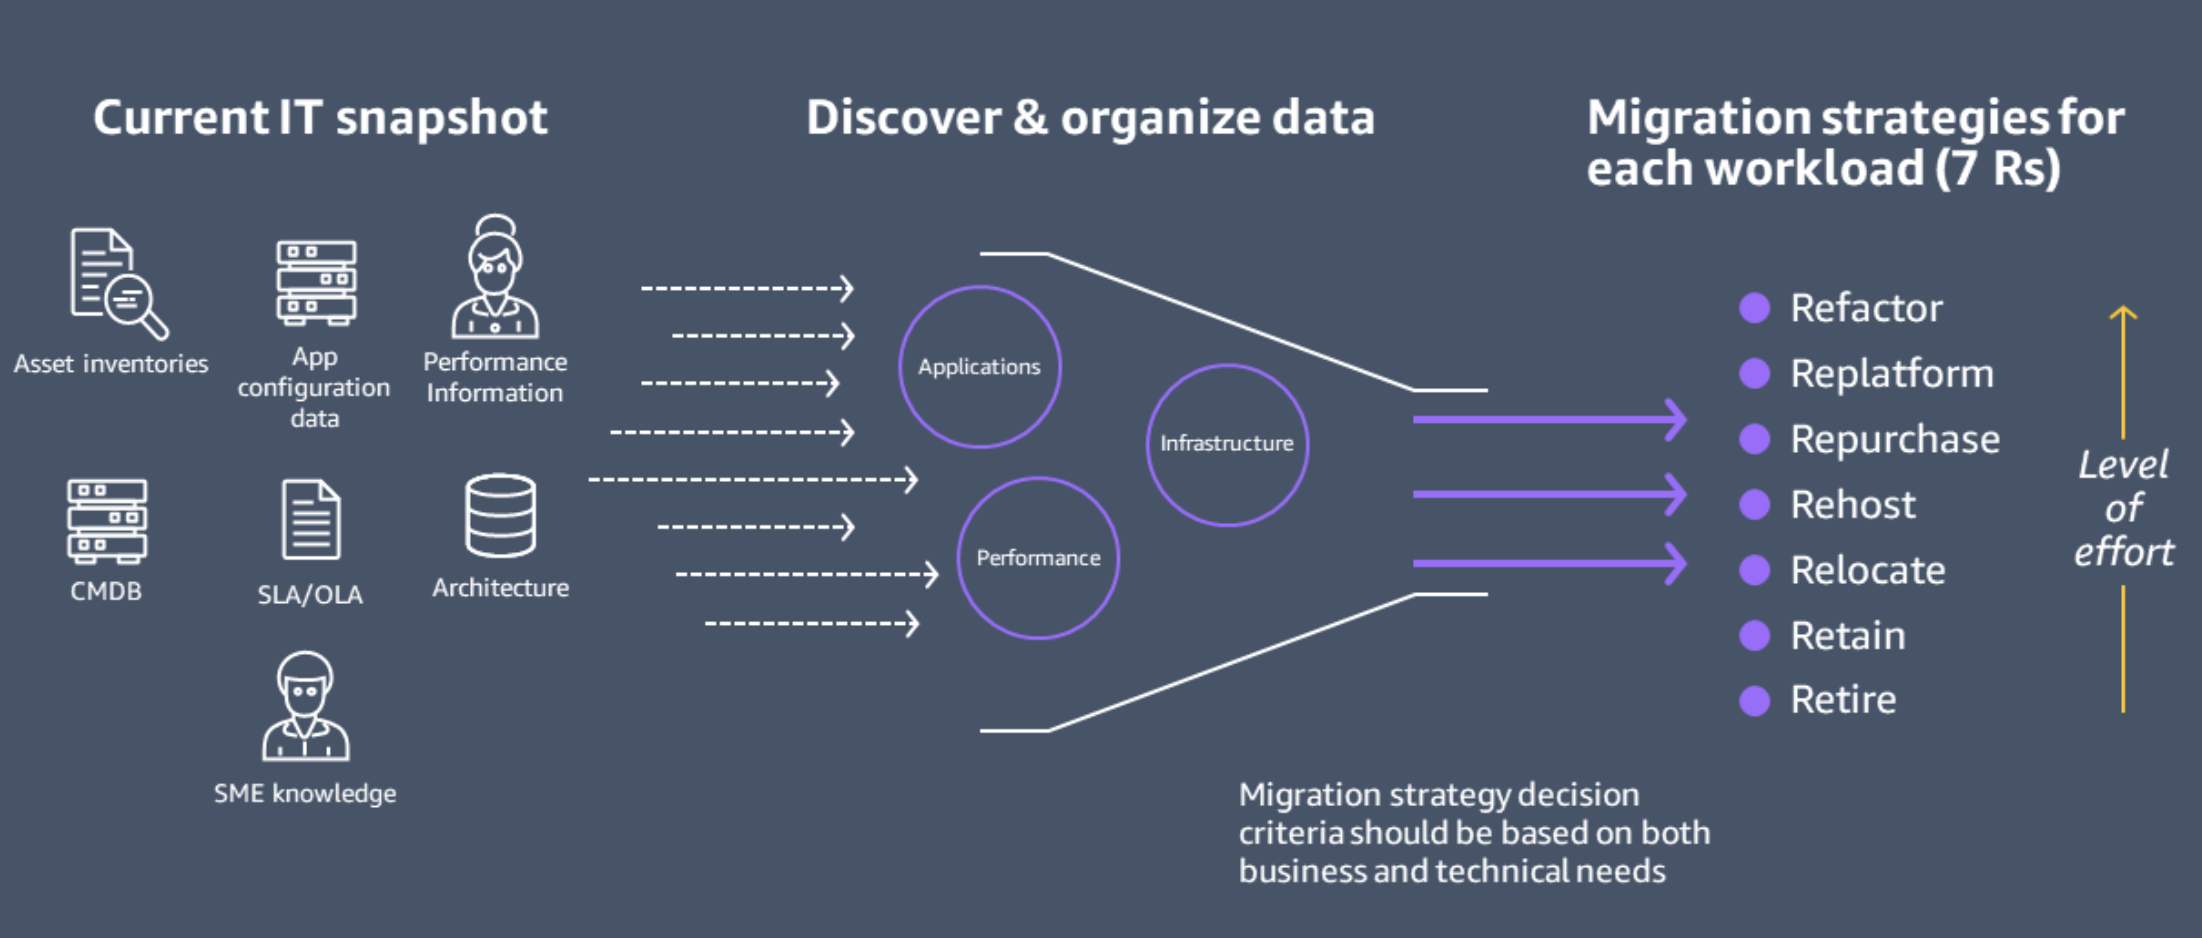 Current IT snapshot
Asset inventories
App
configuration
data
Performance
Information
CMDB
SLA/OLA
Architecture
SME knowledge
Discover & organize data
Applications
Infrastructure
Performance
Migration strategies for
each workload (7 Rs)
Refactor
Replatform
Repurchase
Rehost
Relocate
Retain
Retire
Level
of
effort
Migration strategy decision
criteria should be based on both
business and technical needs